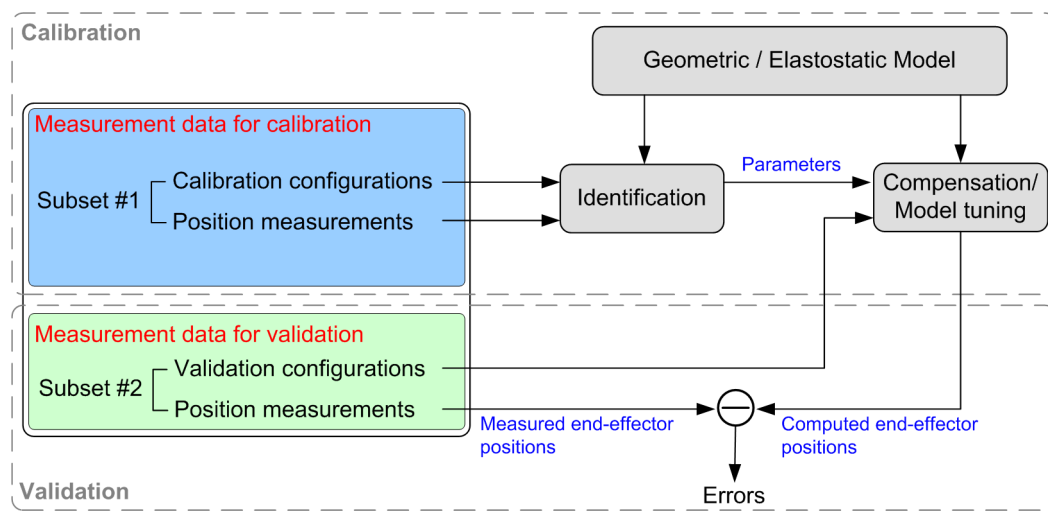 Calibration
Geometric / Elastostatic Model
Measurement data for calibration
Subset #1
Calibration configurations
Position measurements
Identification
Parameters
Compensation/
Model tuning
Measurement data for validation
Subset #2
Validation configurations
Position measurements
Measured end-effector
positions
Computed end-effector
positions
Errors
Validation